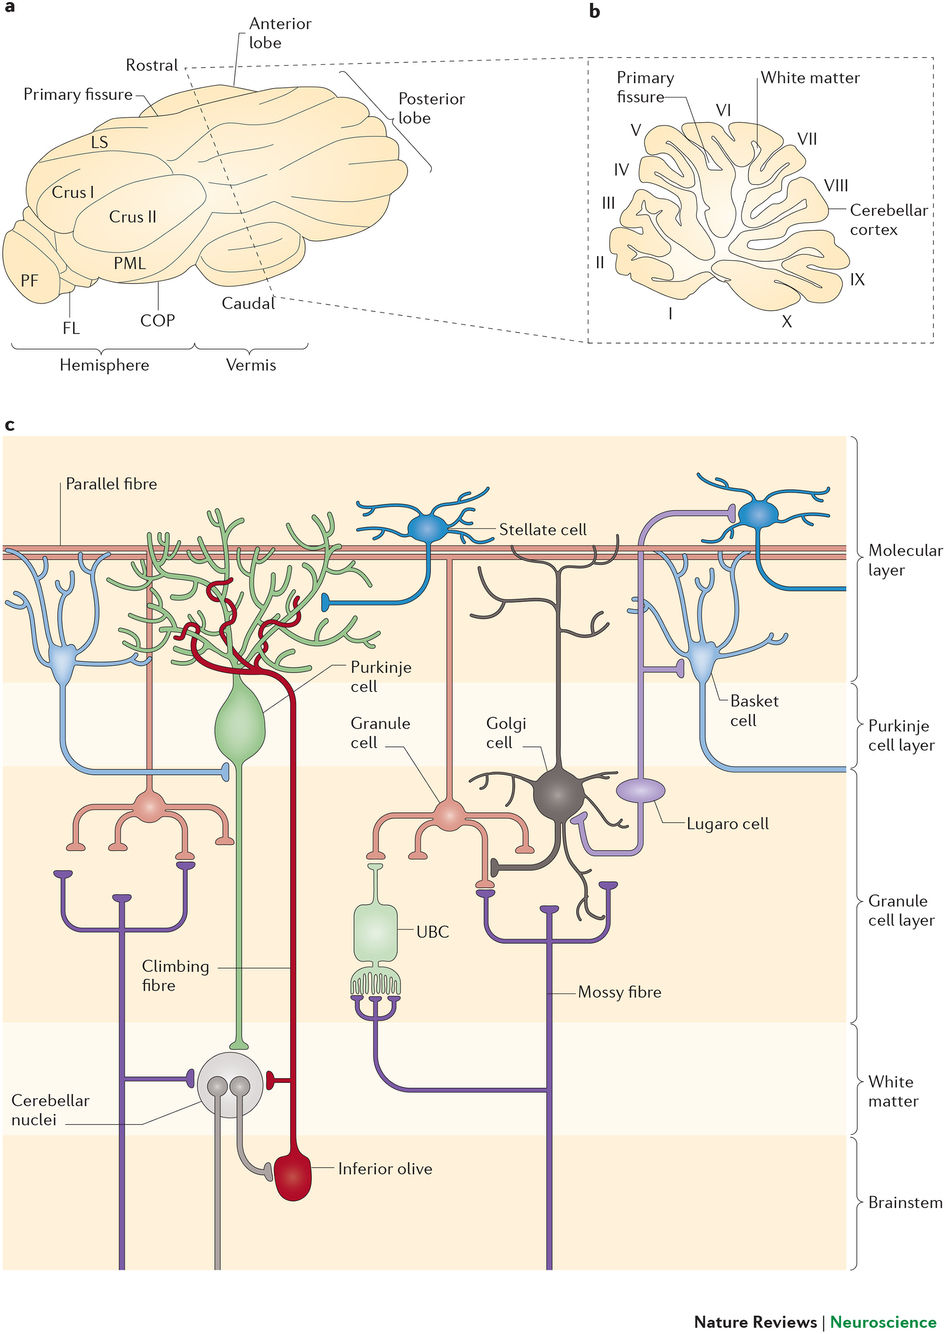 a
Anterior
lobe
Rostral
Primary fissure
Posterior
lobe
LS
Crus I
Crus II
PML
PF
FL
COP
Caudal
Hemisphere
Vermis
b
Primary
fissure
White matter
VI
V
VII
IV
VIII
III
Cerebellar
cortex
II
IX
I
X
c
Parallel fibre
Stellate cell
Molecular
layer
Purkinje
cell
Basket
cell
Granule
cell
Golgi
cell
Purkinje
cell layer
Lugaro cell
Granule
cell layer
UBC
Climbing
fibre
Mossy fibre
Cerebellar
nuclei
White
matter
Inferior olive
Brainstem
Nature Reviews | Neuroscience